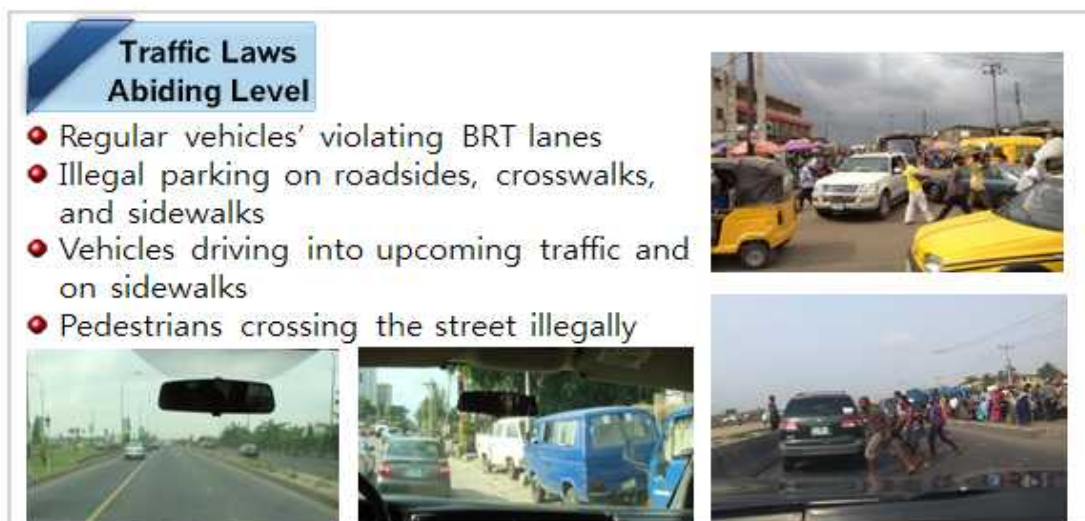 Traffic Laws
Abiding Level
Regular vehicles’ violating BRT lanes
Illegal parking on roadsides, crosswalks,
and sidewalks
Vehicles driving into upcoming traffic and
on sidewalks
Pedestrians crossing the street illegally